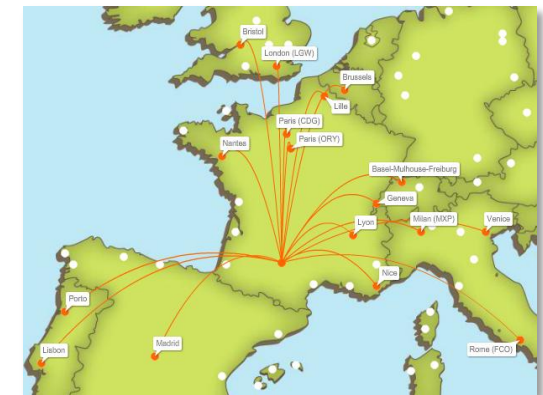 Bristol
London (LGW)
Brussels
Lille
Paris (CDG)
Paris (ORY)
Nantes
Basel-Mulhouse-Freiburg
Geneva
Lyon
Milan (MXP)
Venice
Nice
Porto
Lisbon
Madrid
Rome (FCO)